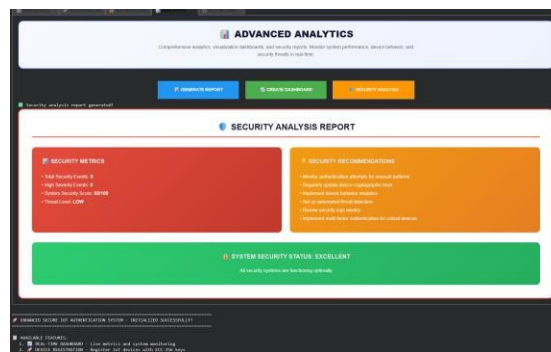 ADVANCED ANALYTICS
Comprehensive analytics, visualization dashboards, and security reports. Monitor system performance, device behavior, and
security threats in real-time.
GENERATE REPORT
CREATE DASHBOARD
SECURITY ANALYSIS
Security analysis report generated!
SECURITY ANALYSIS REPORT
SECURITY METRICS
• Total Security Events: 0
• High Severity Events: 0
• System Security Score:
• Threat Level: LOW
SECURITY RECOMMENDATIONS
• Monitor authentication attempts for unusual patterns
• Regularly update device cryptographic keys
• Implement device behavior analytics
• Set up automated threat detection
• Review security logs weekly
• Implement multi-factor authentication for critical devices
SYSTEM SECURITY STATUS: EXCELLENT
All security systems are functioning optimally
ENHANCED SECURE IOT AUTHENTICATION SYSTEM - INITIALIZED SUCCESSFULLY!
AVAILABLE FEATURES:
1. REAL-TIME DASHBOARD - Live metrics and system monitoring
2. DEVICE REGISTRATION - Register IoT devices with ECC-256 keys